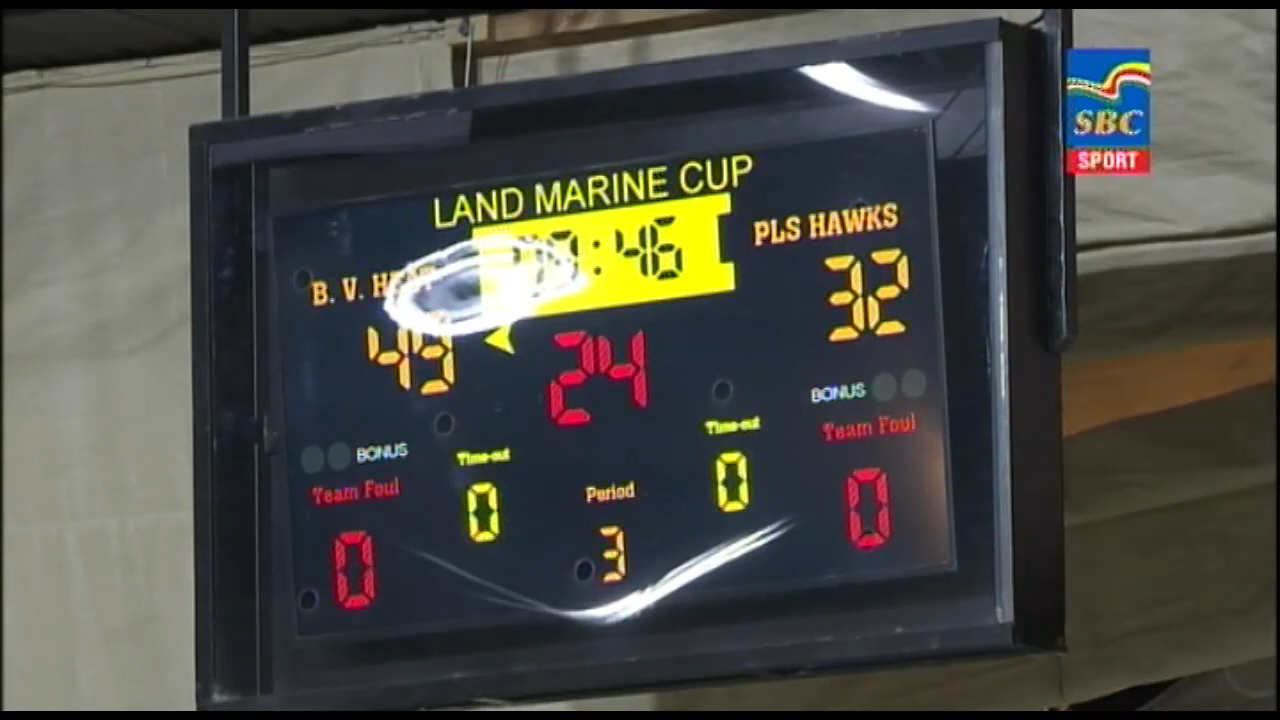 SBC
SPORT
LAND MARINE CUP
B. V.
:46
PLS HAWKS
49
24
32
BONUS
BONUS
Time-out
Time-out
Team Foul
Team Foul
0
0
Period
0
0
3